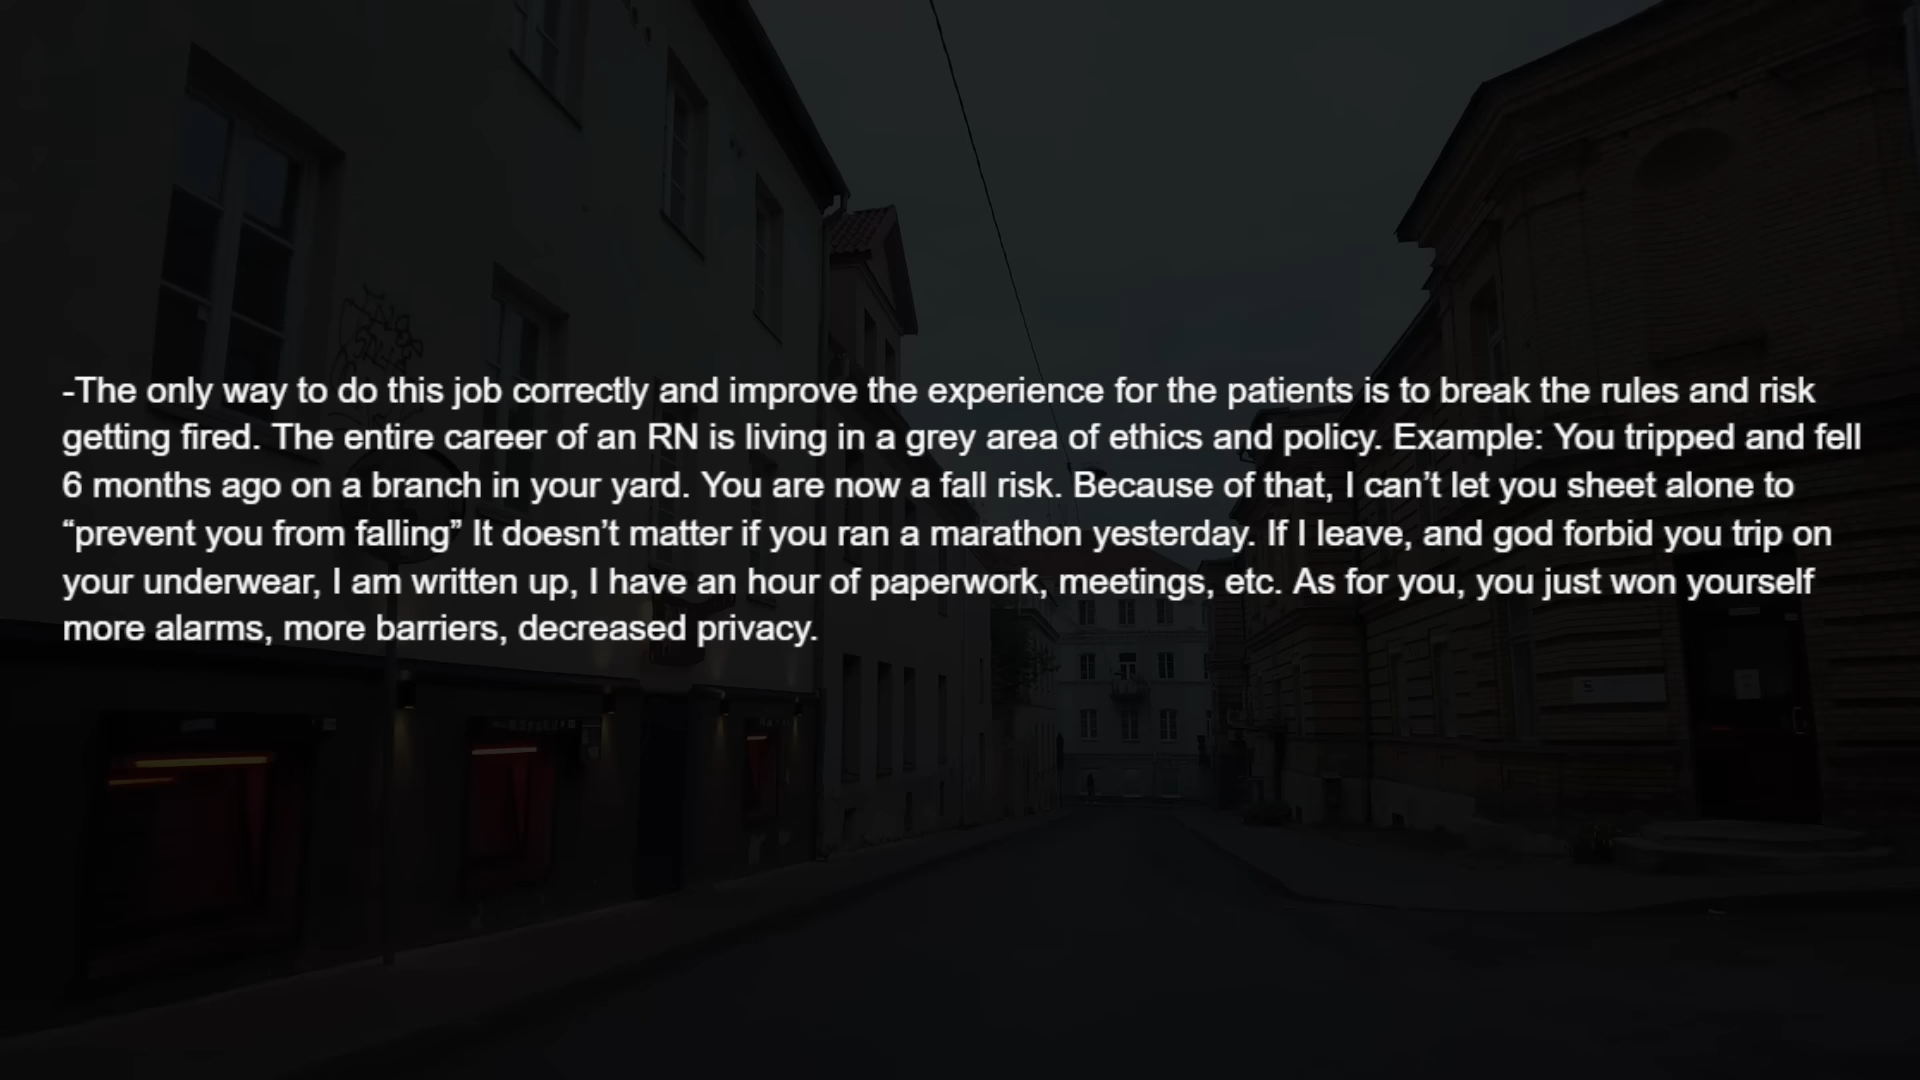 -The only way to do this job correctly and improve the experience for the patients is to break the rules and risk
getting fired. The entire career of an RN is living in a grey area of ethics and policy. Example: You tripped and fell
6 months ago on a branch in your yard. You are now a fall risk. Because of that, I can’t let you sheet alone to
“prevent you from falling” It doesn’t matter if you ran a marathon yesterday. If I leave, and god forbid you trip on
your underwear, I am written up, I have an hour of paperwork, meetings, etc. As for you, you just won yourself
more alarms, more barriers, decreased privacy.